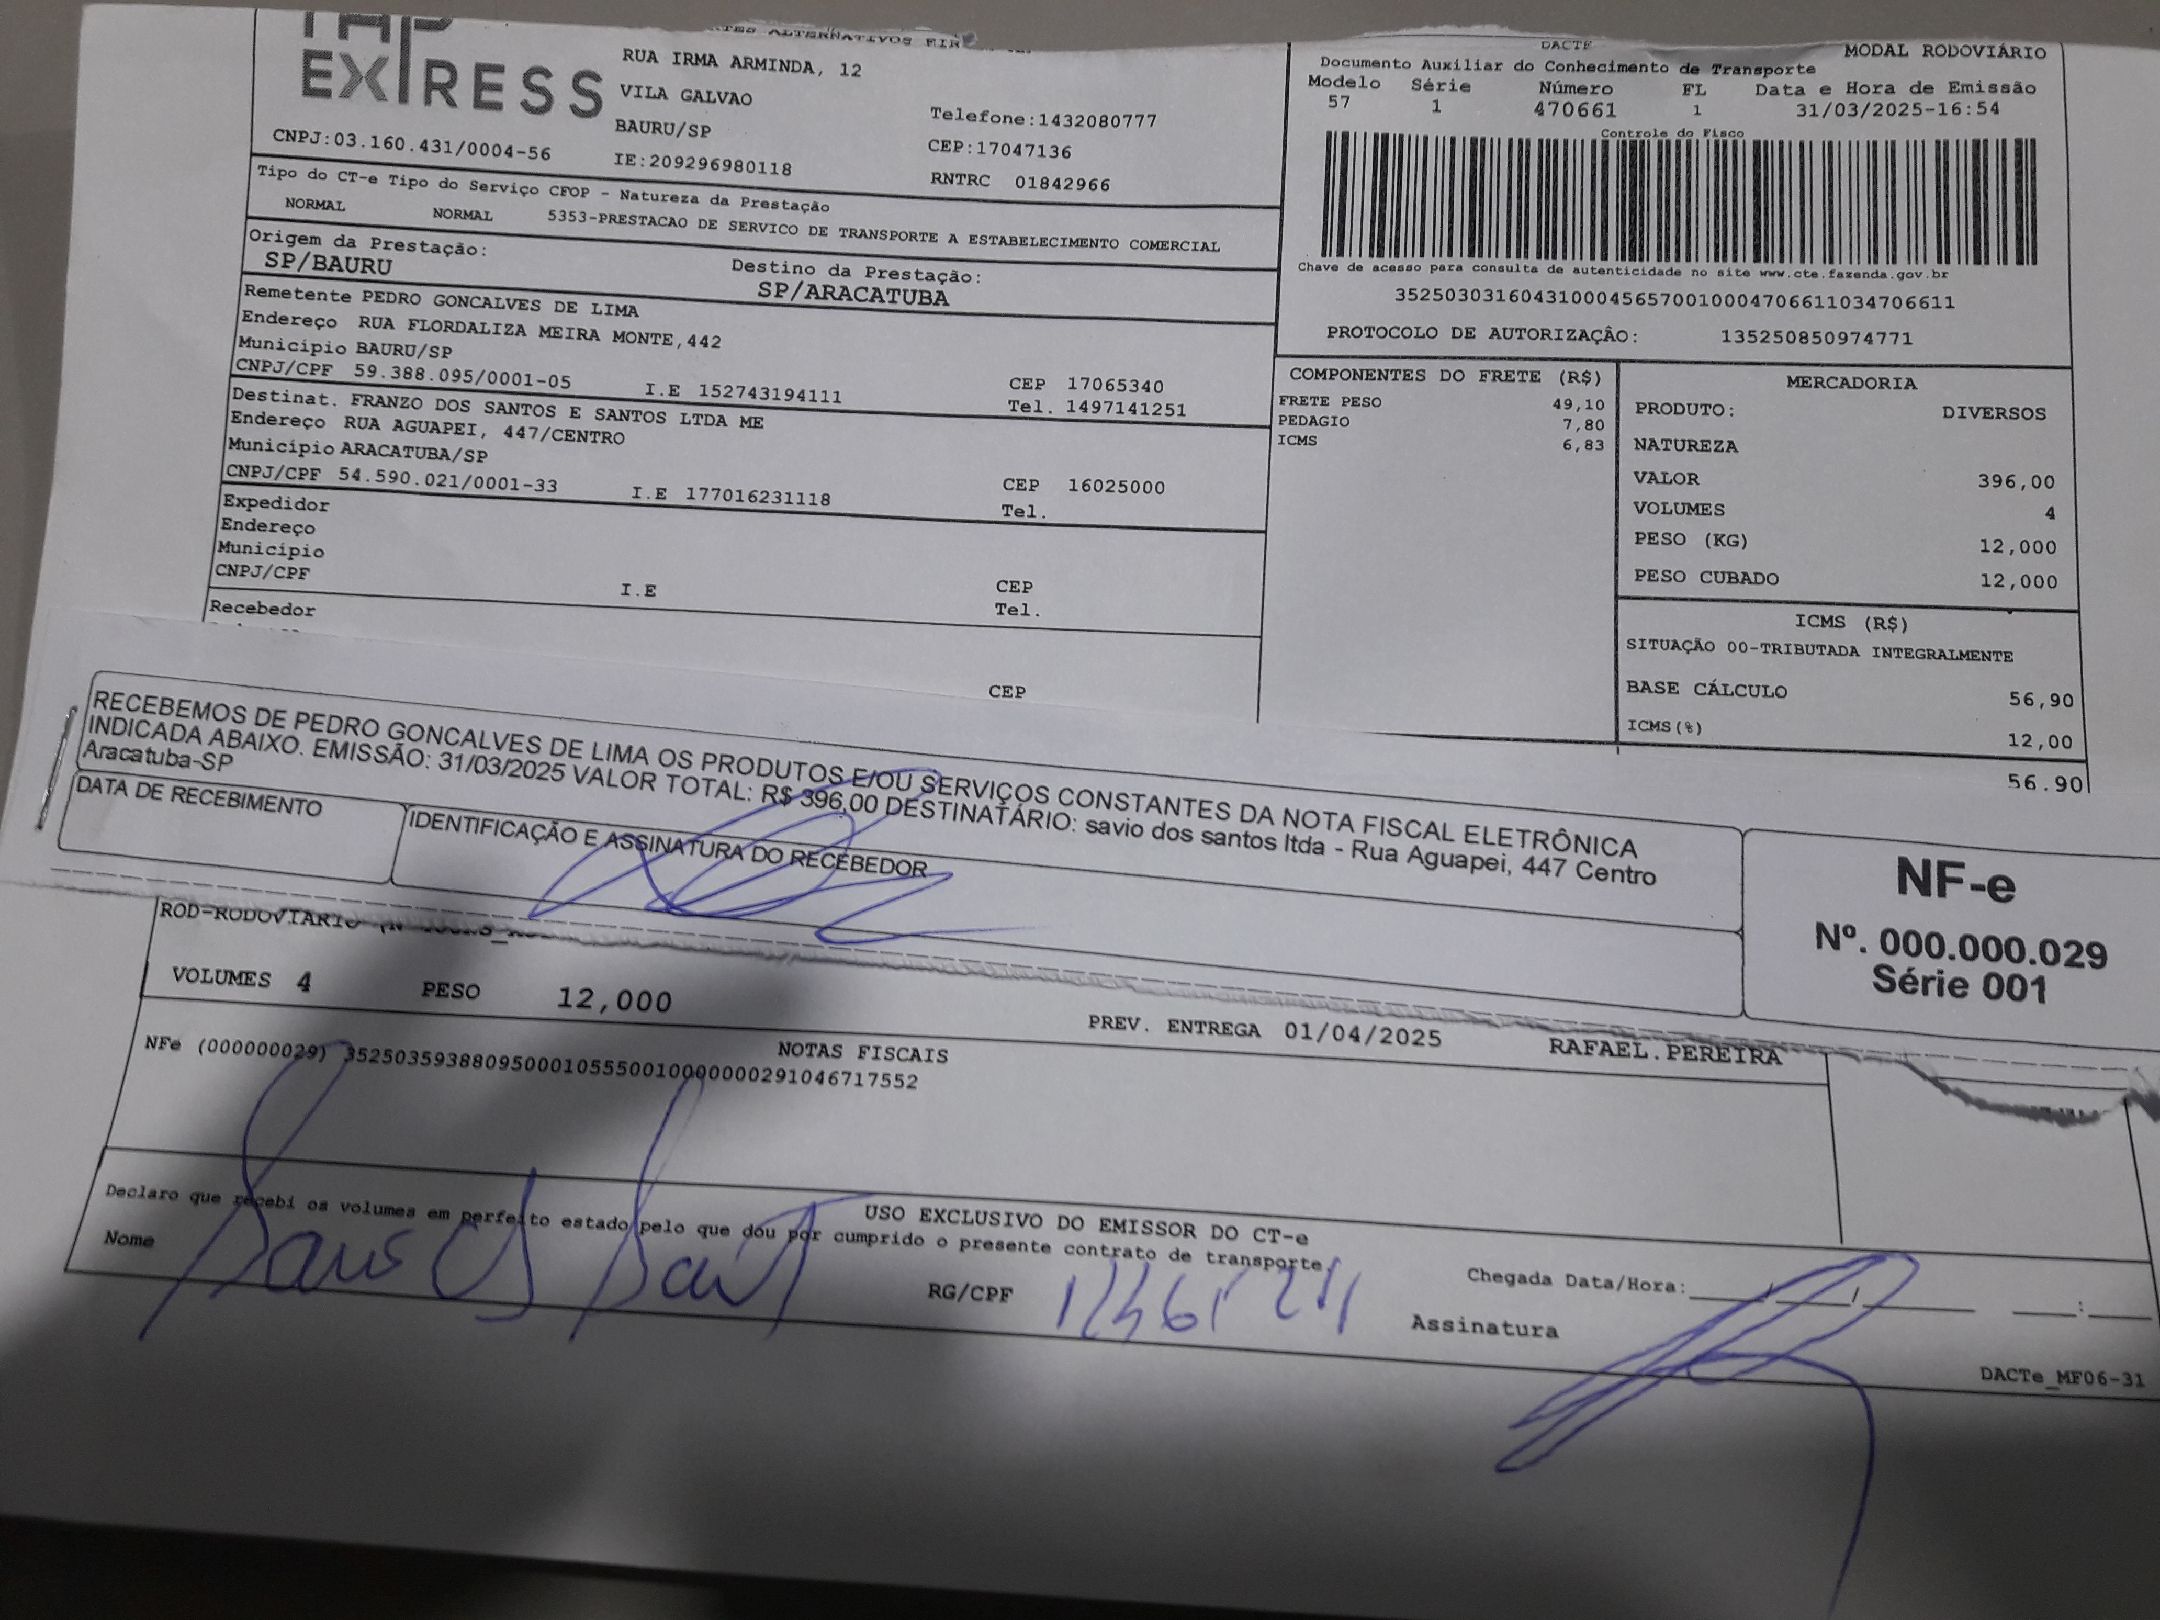 TAP
EXPRESS
RUA IRMA ARMINDA, 12
VILA GALVAO
BAURU/SP
Telefone:1432080777
CEP:17047136
CNPJ:03.160.431/0004-56
IE:209296980118
RNTRC 01842966
DACTE MODAL RODOVIÁRIO
Documento Auxiliar do Conhecimento de Transporte
Modelo Série Número FL Data e Hora de Emissão
57 1 470661 1 31/03/2025-16:54
Controle do Fisco
Chave de acesso para consulta de autenticidade no site www.cte.fazenda.gov.br
35250303160431000456570010004706611034706611
PROTOCOLO DE AUTORIZAÇÂO: 135250850974771
Tipo do CT-e Tipo do Serviço CFOP - Natureza da Prestação
NORMAL NORMAL 5353-PRESTACAO DE SERVICO DE TRANSPORTE A ESTABELECIMENTO COMERCIAL
Origem da Prestação: Destino da Prestação:
SP/BAURU SP/ARACATUBA
Remetente PEDRO GONCALVES DE LIMA
Endereço RUA FLORDALIZA MEIRA MONTE,442
Município BAURU/SP CEP 17065340
CNPJ/CPF 59.388.095/0001-05 I.E 152743194111 Tel. 1497141251
Destinat. FRANZO DOS SANTOS E SANTOS LTDA ME
Endereço RUA AGUAPEI, 447/CENTRO
Município ARACATUBA/SP CEP 16025000
CNPJ/CPF 54.590.021/0001-33 I.E 177016231118 Tel.
Expedidor
Endereço
Município CEP
CNPJ/CPF I.E Tel.
Recebedor
CEP
COMPONENTES DO FRETE (R$)
FRETE PESO 49,10
PEDAGIO 7,80
ICMS 6,83
MERCADORIA
PRODUTO: DIVERSOS
NATUREZA
VALOR 396,00
VOLUMES 4
PESO (KG) 12,000
PESO CUBADO 12,000
ICMS (R$)
SITUAÇÃO 00-TRIBUTADA INTEGRALMENTE
BASE CÁLCULO 56,90
ICMS(%) 12,00
56.90
RECEBEMOS DE PEDRO GONCALVES DE LIMA OS PRODUTOS E/OU SERVIÇOS CONSTANTES DA NOTA FISCAL ELETRÔNICA
INDICADA ABAIXO. EMISSÃO: 31/03/2025 VALOR TOTAL: R$ 396,00 DESTINATÁRIO: savio dos santos ltda - Rua Aguapei, 447 Centro
Aracatuba-SP
DATA DE RECEBIMENTO IDENTIFICAÇÃO E ASSINATURA DO RECEBEDOR
NF-e
Nº. 000.000.029
Série 001
ROD-RODOVIARIO
VOLUMES 4 PESO 12,000 PREV. ENTREGA 01/04/2025 RAFAEL.PEREIRA
NOTAS FISCAIS
NFe (000000029) 35250359388095000105550010000000291046717552
USO EXCLUSIVO DO EMISSOR DO CT-e
Declaro que recebi os volumes em perfeito estado pelo que dou por cumprido o presente contrato de transporte
Nome RG/CPF Assinatura Chegada Data/Hora:
DACTe_MF06-31